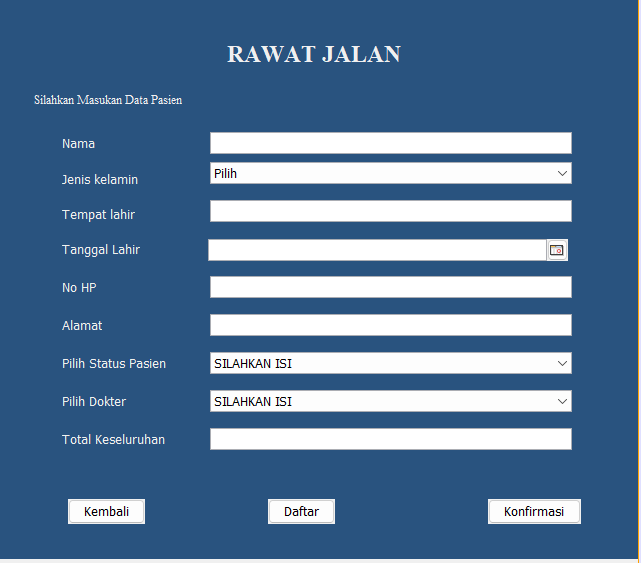 RAWAT JALAN
Silahkan Masukan Data Pasien
Nama
Jenis kelamin Pilih
Tempat lahir
Tanggal Lahir
No HP
Alamat
Pilih Status Pasien SILAHKAN ISI
Pilih Dokter SILAHKAN ISI
Total Keseluruhan
Kembali Daftar Konfirmasi